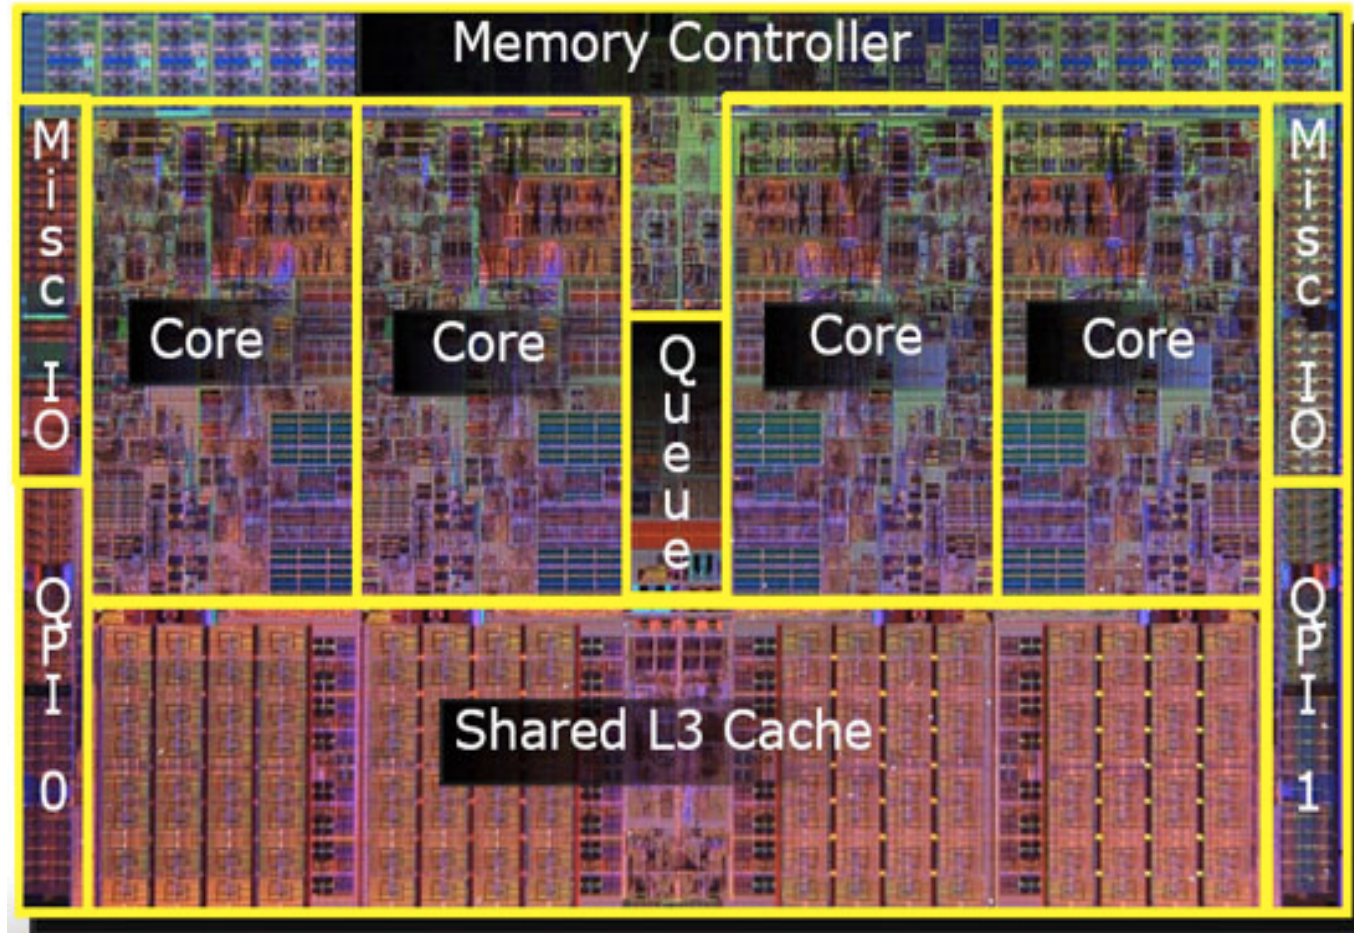 Memory Controller
Misc IO
Core
Core
Queue
Core
Core
Misc IO
QPI 0
Shared L3 Cache
QPI 1